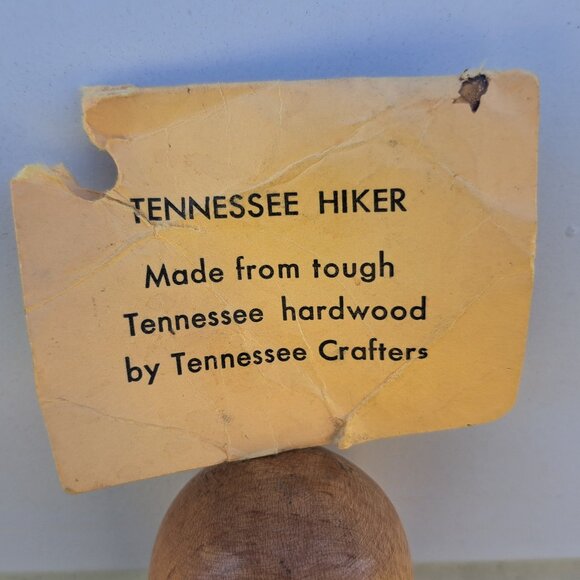 TENNESSEE HIKER
Made from tough
Tennessee hardwood
by Tennessee Crafters